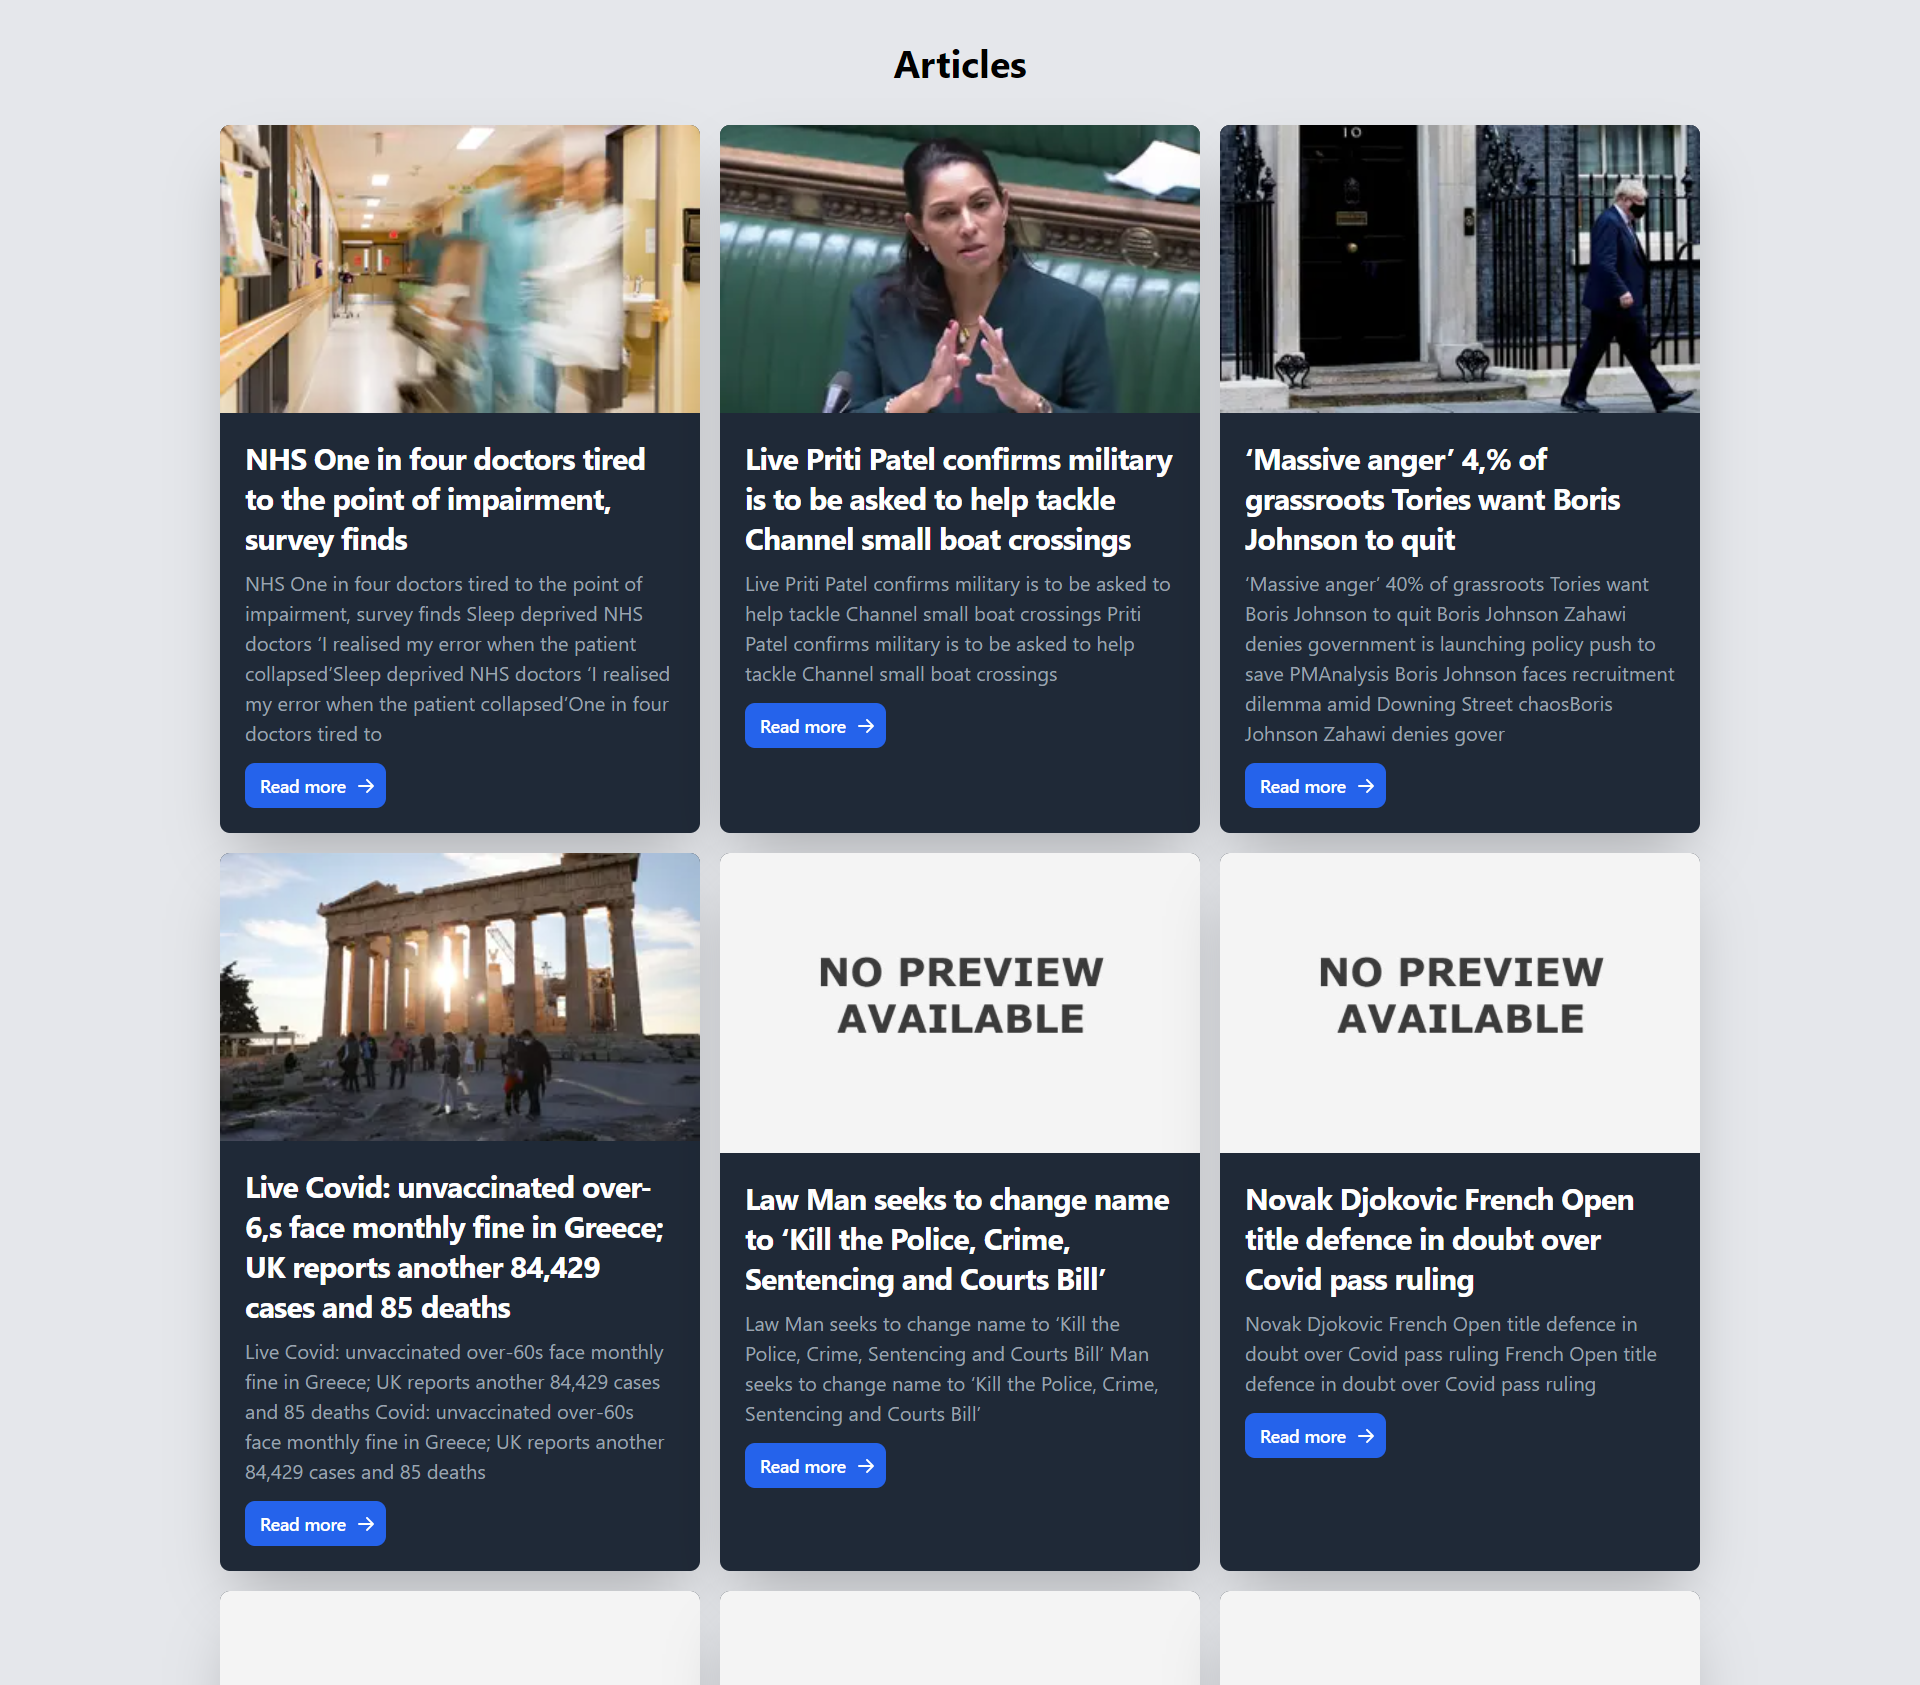 Articles
10
NHS One in four doctors tired
to the point of impairment,
survey finds
NHS One in four doctors tired to the point of
impairment, survey finds Sleep deprived NHS
doctors ‘I realised my error when the patient
collapsed’Sleep deprived NHS doctors ‘I realised
my error when the patient collapsed’One in four
doctors tired to
Read more
Live Priti Patel confirms military
is to be asked to help tackle
Channel small boat crossings
Live Priti Patel confirms military is to be asked to
help tackle Channel small boat crossings Priti
Patel confirms military is to be asked to help
tackle Channel small boat crossings
Read more
‘Massive anger’ 4,% of
grassroots Tories want Boris
Johnson to quit
‘Massive anger’ 40% of grassroots Tories want
Boris Johnson to quit Boris Johnson Zahawi
denies government is launching policy push to
save PMAnalysis Boris Johnson faces recruitment
dilemma amid Downing Street chaosBoris
Johnson Zahawi denies gover
Read more
Live Covid: unvaccinated over-
6,s face monthly fine in Greece;
UK reports another 84,429
cases and 85 deaths
Live Covid: unvaccinated over-60s face monthly
fine in Greece; UK reports another 84,429 cases
and 85 deaths Covid: unvaccinated over-60s
face monthly fine in Greece; UK reports another
84,429 cases and 85 deaths
Read more
NO PREVIEW
AVAILABLE
Law Man seeks to change name
to ‘Kill the Police, Crime,
Sentencing and Courts Bill’
Law Man seeks to change name to ‘Kill the
Police, Crime, Sentencing and Courts Bill’ Man
seeks to change name to ‘Kill the Police, Crime,
Sentencing and Courts Bill’
Read more
NO PREVIEW
AVAILABLE
Novak Djokovic French Open
title defence in doubt over
Covid pass ruling
Novak Djokovic French Open title defence in
doubt over Covid pass ruling French Open title
defence in doubt over Covid pass ruling
Read more